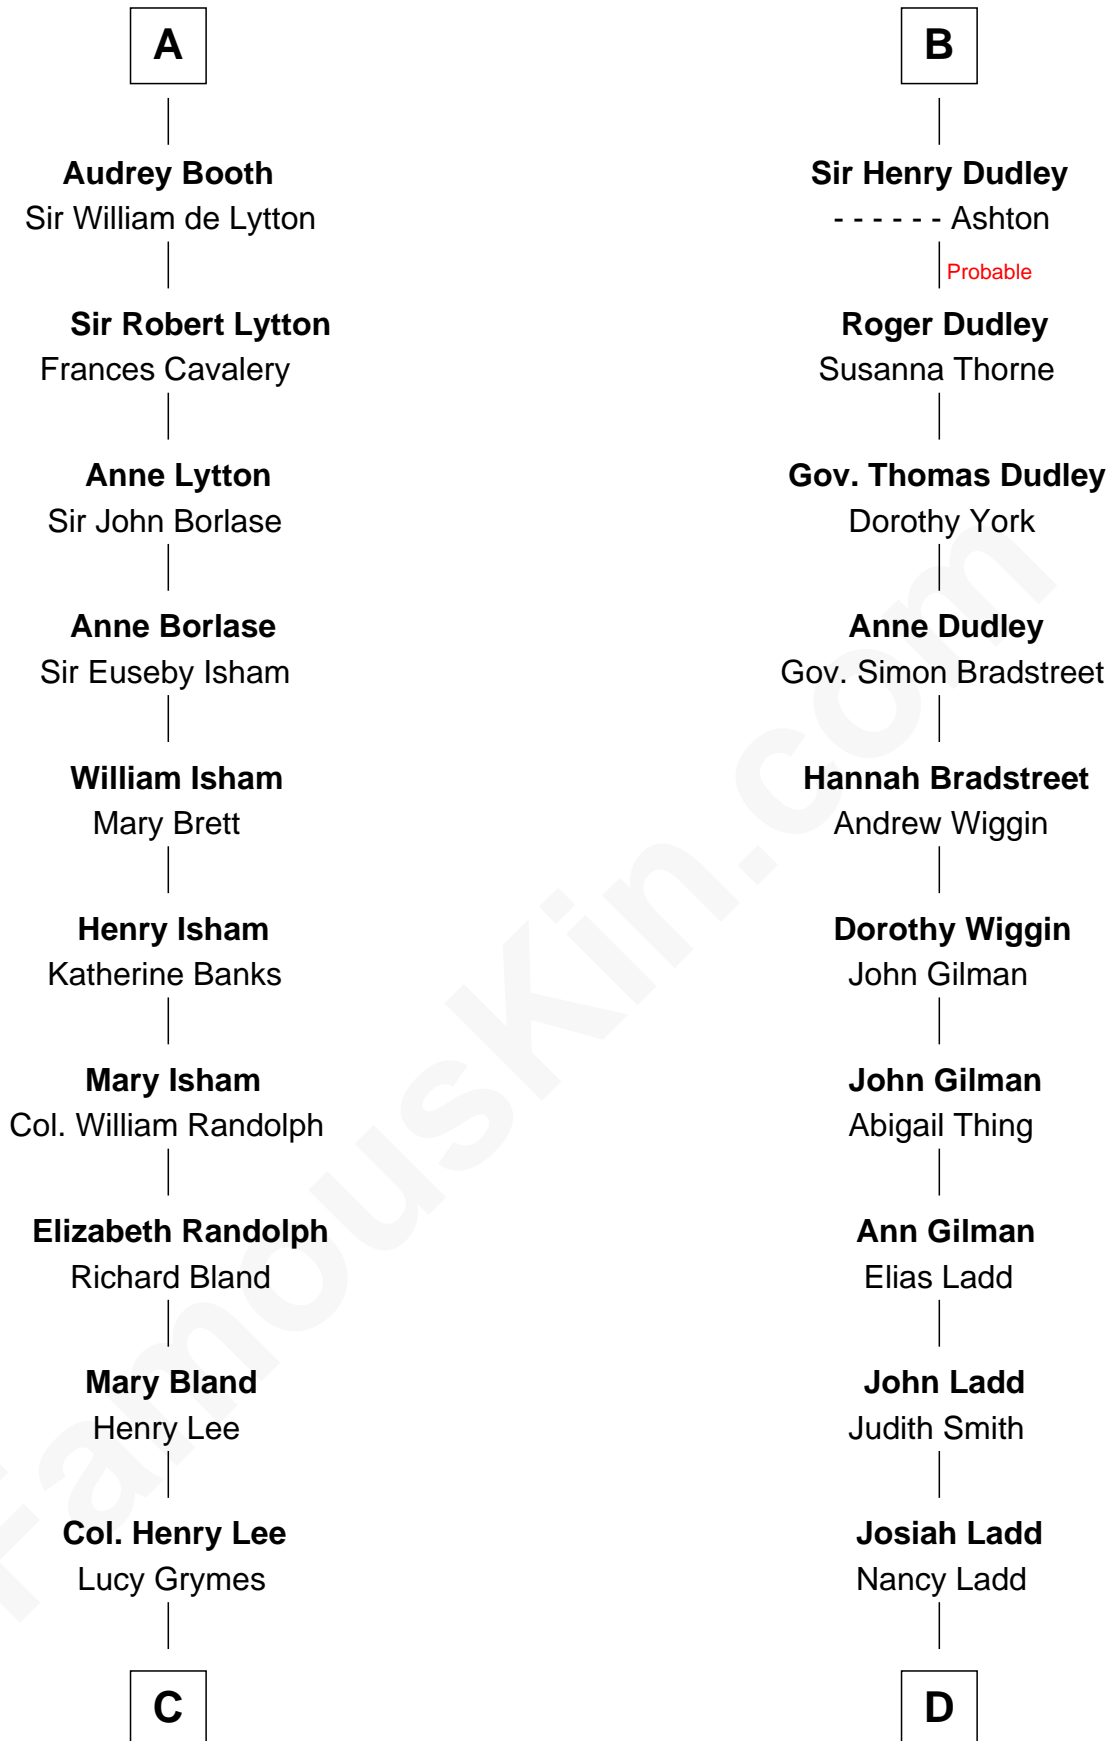 A
Audrey Booth
Sir William de Lytton
Sir Robert Lytton
Frances Cavalery
Anne Lytton
Sir John Borlase
Anne Borlase
Sir Euseby Isham
William Isham
Mary Brett
Henry Isham
Katherine Banks
Mary Isham
Col. William Randolph
Elizabeth Randolph
Richard Bland
Mary Bland
Henry Lee
Col. Henry Lee
Lucy Grymes
C
B
Sir Henry Dudley
- - - - - - Ashton
Probable
Roger Dudley
Susanna Thorne
Gov. Thomas Dudley
Dorothy York
Anne Dudley
Gov. Simon Bradstreet
Hannah Bradstreet
Andrew Wiggin
Dorothy Wiggin
John Gilman
John Gilman
Abigail Thing
Ann Gilman
Elias Ladd
John Ladd
Judith Smith
Josiah Ladd
Nancy Ladd
D
FamousKin.com